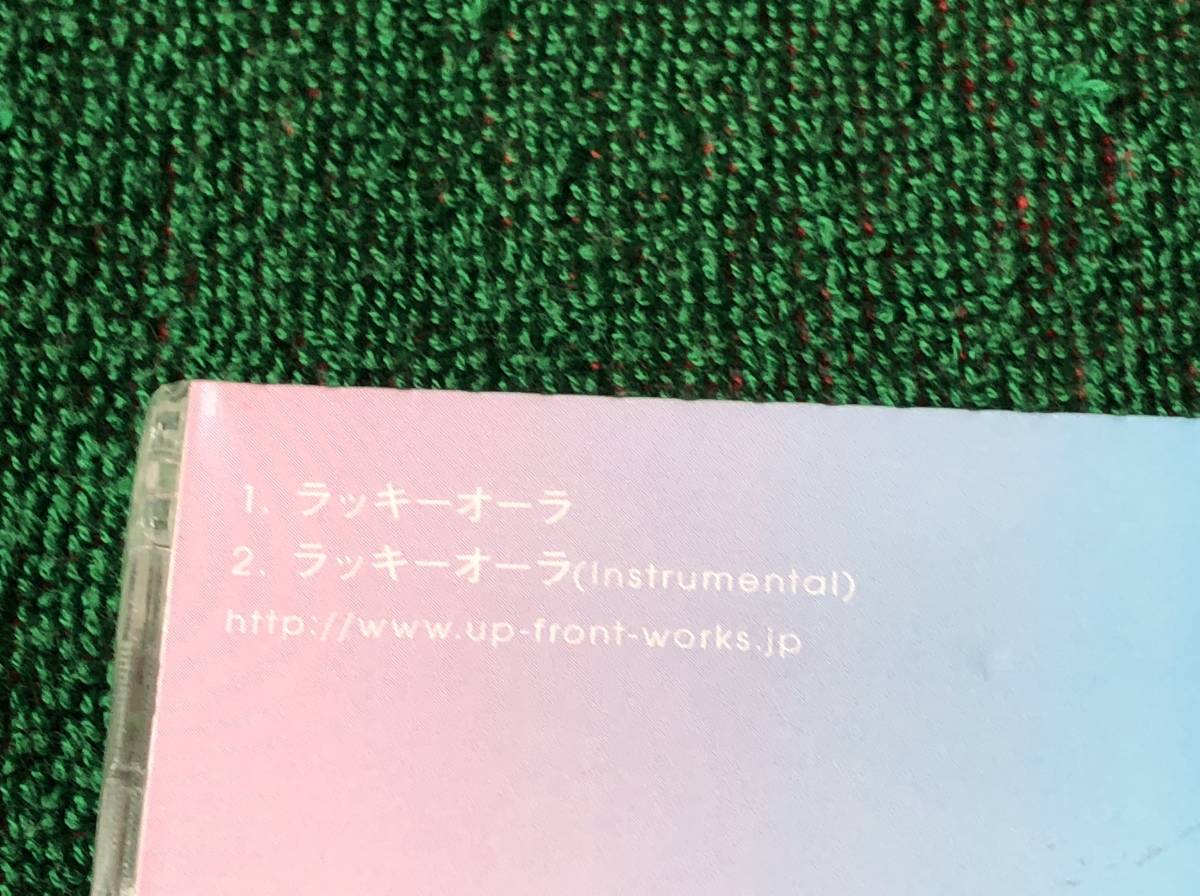 1. ラッキーオーラ
2. ラッキーオーラ(Instrumental)
http://www.up-front-works.jp